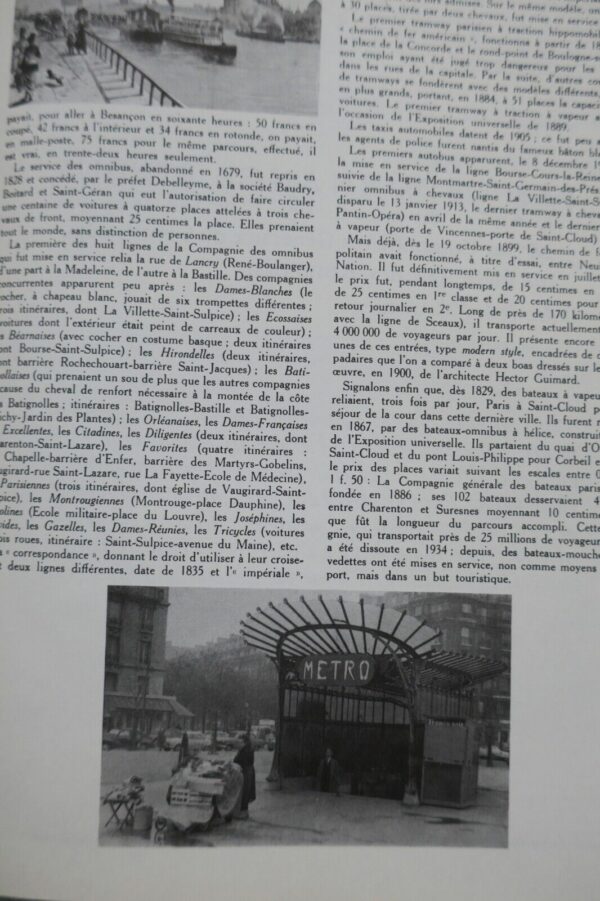 payait, pour aller à Besançon en soixante heures : 50 francs en
coupé, 42 francs à l'intérieur et 34 francs en rotonde, on payait,
en malle-poste, 75 francs pour le même parcours, effectué, il
est vrai, en trente-deux heures seulement.
Le service des omnibus, abandonné en 1679, fut repris en
1828 et concédé, par le préfet Debelleyme, à la société Baudry,
Boitard et Saint-Géran qui eut l'autorisation de faire circuler
une centaine de voitures à quatorze places attelées à trois che-
vaux de front, moyennant 25 centimes la place. Elles prenaient
tout le monde, sans distinction de personnes.
La première des huit lignes de la Compagnie des omnibus
qui fut mise en service relia la rue de Lancry (René-Boulanger),
d'une part à la Madeleine, de l'autre à la Bastille. Des compagnies
concurrentes apparurent peu après : les Dames-Blanches (le
cocher, à chapeau blanc, jouait de six trompettes différentes ;
trois itinéraires, dont La Villette-Saint-Sulpice) ; les Ecossaises
voitures dont l'extérieur était peint de carreaux de couleur) ;
Béarnaises (avec cocher en costume basque ; deux itinéraires
dont Bourse-Saint-Sulpice) ; les Hirondelles (deux itinéraires,
dont barrière Rochechouart-barrière Saint-Jacques) ; les Bati-
gnollaises (qui prenaient un sou de plus que les autres compagnies
cause du cheval de renfort nécessaire à la montée de la côte
Batignolles ; itinéraires : Batignolles-Bastille et Batignolles-
ichy-Jardin des Plantes) ; les Orléanaises, les Dames-Françaises
Excellentes, les Citadines, les Diligentes (deux itinéraires, dont
arenton-Saint-Lazare), les Favorites (quatre itinéraires :
Chapelle-barrière d'Enfer, barrière des Martyrs-Gobelins,
ugirard-rue Saint-Lazare, rue La Fayette-Ecole de Médecine),
Parisiennes (trois itinéraires, dont église de Vaugirard-Saint-
pice), les Montrougiennes (Montrouge-place Dauphine), les
olines (Ecole militaire-place du Louvre), les Joséphines, les
ides, les Gazelles, les Dames-Réunies, les Tricycles (voitures
ois roues, itinéraire : Saint-Sulpice-avenue du Maine), etc.
« correspondance », donnant le droit d'utiliser à leur croise-
deux lignes différentes, date de 1835 et l'« impériale »,
à 30 places, tirée par deux chevaux, fut mise en service
Le premier tramway parisien à traction hippomobile
« chemin de fer américain », fonctionna à partir de 18
la place de la Concorde et le rond-point de Boulogne-s
son emploi ayant été jugé trop dangereux pour les
dans les rues de la capitale. Par la suite, d'autres co
de tramways se fondèrent avec des modèles différents,
en plus grands, portant, en 1884, à 51 places la capaci
voitures. Le premier tramway à traction à vapeur a
l'occasion de l'Exposition universelle de 1889.
Les taxis automobiles datent de 1905 ; ce fut peu a
les agents de police furent nantis du fameux bâton bla
Les premiers autobus apparurent, le 8 décembre 1
la mise en service de la ligne Bourse-Cours-la-Reine
suivie de la ligne Montmartre-Saint-Germain-des-Prés
nier omnibus à chevaux (ligne La Villette-Saint-S
disparu le 13 janvier 1913, le dernier tramway à cheva
Pantin-Opéra) en avril de la même année et le dernier
à vapeur (porte de Vincennes-porte de Saint-Cloud)
Mais déjà, dès le 19 octobre 1899, le chemin de fe
politain avait fonctionné, à titre d'essai, entre Neu
Nation. Il fut définitivement mis en service en juillet
le prix fut, pendant longtemps, de 15 centimes en
de 25 centimes en 1re classe et de 20 centimes pour
retour journalier en 2e. Long de près de 170 kilomè
avec la ligne de Sceaux), il transporte actuellement
4 000 000 de voyageurs par jour. Il présente encore
unes de ces entrées, type modern style, encadrées de
padaires que l'on a comparé à deux boas dressés sur le
œuvre, en 1900, de l'architecte Hector Guimard.
Signalons enfin que, dès 1829, des bateaux à vapeu
reliaient, trois fois par jour, Paris à Saint-Cloud p
séjour de la cour dans cette dernière ville. Ils furent r
en 1867, par des bateaux-omnibus à hélice, construit
de l'Exposition universelle. Ils partaient du quai d'O
Saint-Cloud et du pont Louis-Philippe pour Corbeil e
le prix des places variait suivant les escales entre 0
1 f. 50 : La Compagnie générale des bateaux paris
fondée en 1886 ; ses 102 bateaux desservaient 4
entre Charenton et Suresnes moyennant 10 centime
que fût la longueur du parcours accompli. Cette
gnie, qui transportait près de 25 millions de voyageur
a été dissoute en 1934 ; depuis, des bateaux-mouche
vedettes ont été mises en service, non comme moyens
port, mais dans un but touristique.
METRO